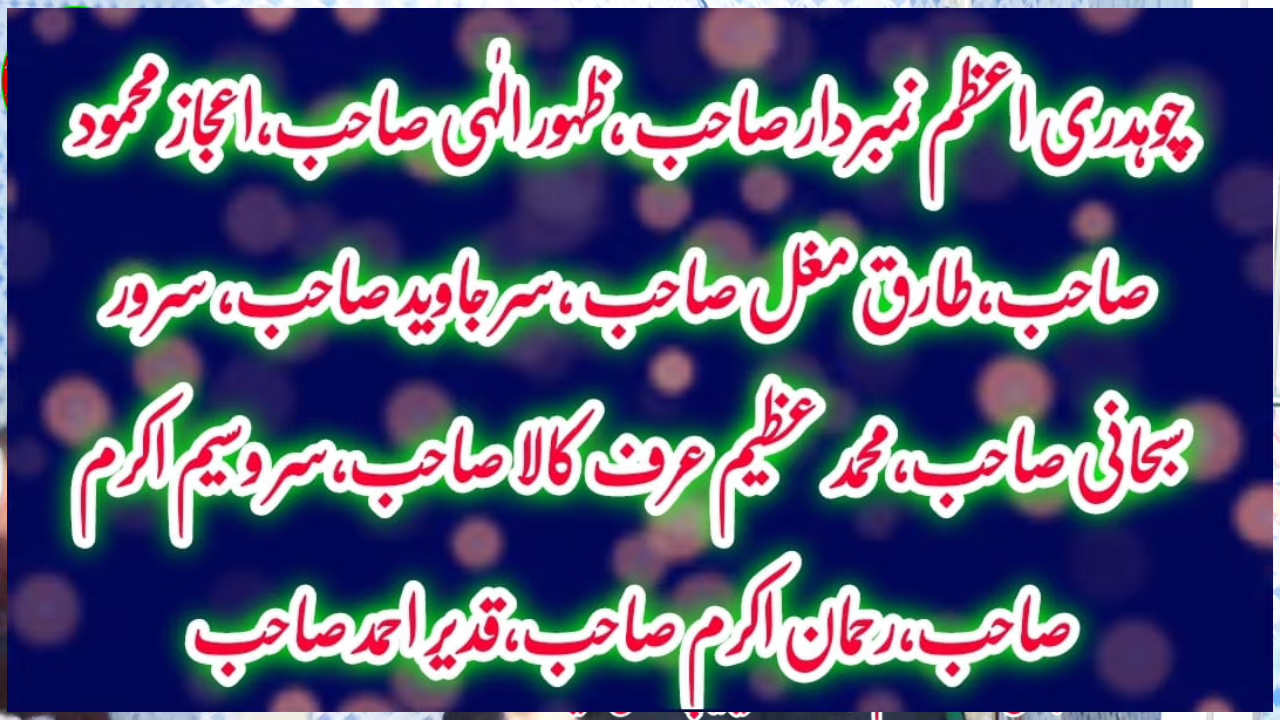 چوہدری اعظم نمبردار صاحب، ظہور الٰہی صاحب، اعجاز محمود
صاحب، طارق مغل صاحب، سر جاوید صاحب، سرور
سبحانی صاحب، محمد عظیم عرف کالا صاحب، سر وسیم اکرم
صاحب، رحمان اکرم صاحب، قدیر احمد صاحب